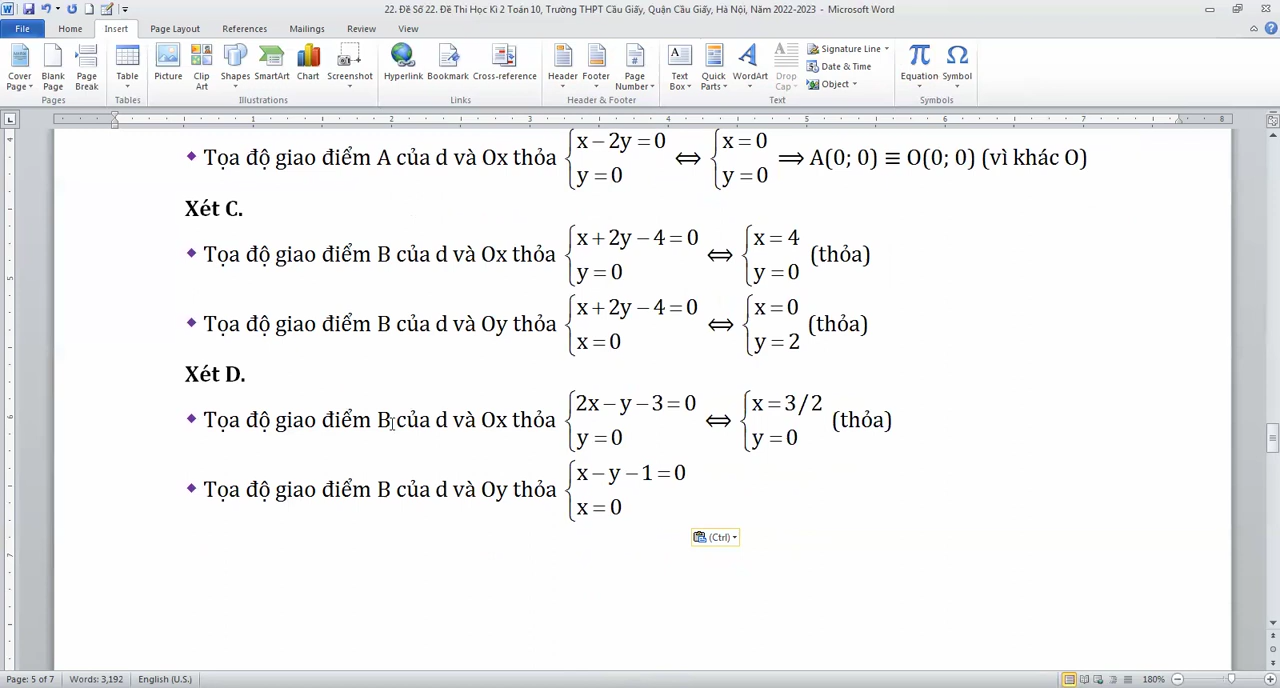 22. Đề Số 22. Đề Thi Học Kì 2 Toán 10, Trường THPT Cầu Giấy, Quận Cầu Giấy, Hà Nội, Năm 2022-2023 - Microsoft Word
File Home Insert Page Layout References Mailings Review View
Cover Page Blank Page Page Break Table Picture Clip Art Shapes SmartArt Chart Screenshot Hyperlink Bookmark Cross-reference Header Footer Page Number Text Box Quick Parts WordArt Drop Cap Signature Line Date & Time Object Equation Symbol
Pages Tables Illustrations Links Header & Footer Text Symbols
1 2 3 4 5 6 7 8
Tọa độ giao điểm A của d và Ox thỏa {x − 2y = 0
y = 0 ⇔ {x = 0
y = 0 ⟹ A(0; 0) ≡ O(0; 0) (vì khác O)
Xét C.
Tọa độ giao điểm B của d và Ox thỏa {x + 2y − 4 = 0
y = 0 ⇔ {x = 4
y = 0 (thỏa)
Tọa độ giao điểm B của d và Oy thỏa {x + 2y − 4 = 0
x = 0 ⇔ {x = 0
y = 2 (thỏa)
Xét D.
Tọa độ giao điểm B của d và Ox thỏa {2x − y − 3 = 0
y = 0 ⇔ {x = 3/2
y = 0 (thỏa)
Tọa độ giao điểm B của d và Oy thỏa {x − y − 1 = 0
x = 0
(Ctrl)
Page: 5 of 7 Words: 3,192 English (U.S.) 180%